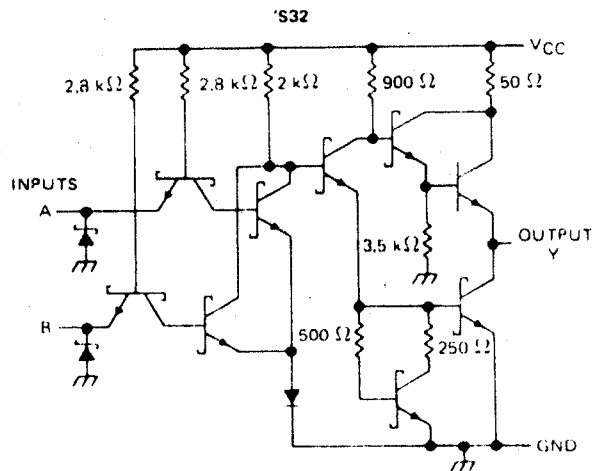 'S32
VCC
2.8 kΩ
2.8 kΩ
2 kΩ
900 Ω
50 Ω
INPUTS
A
3.5 kΩ
OUTPUT
Y
B
500 Ω
250 Ω
GND